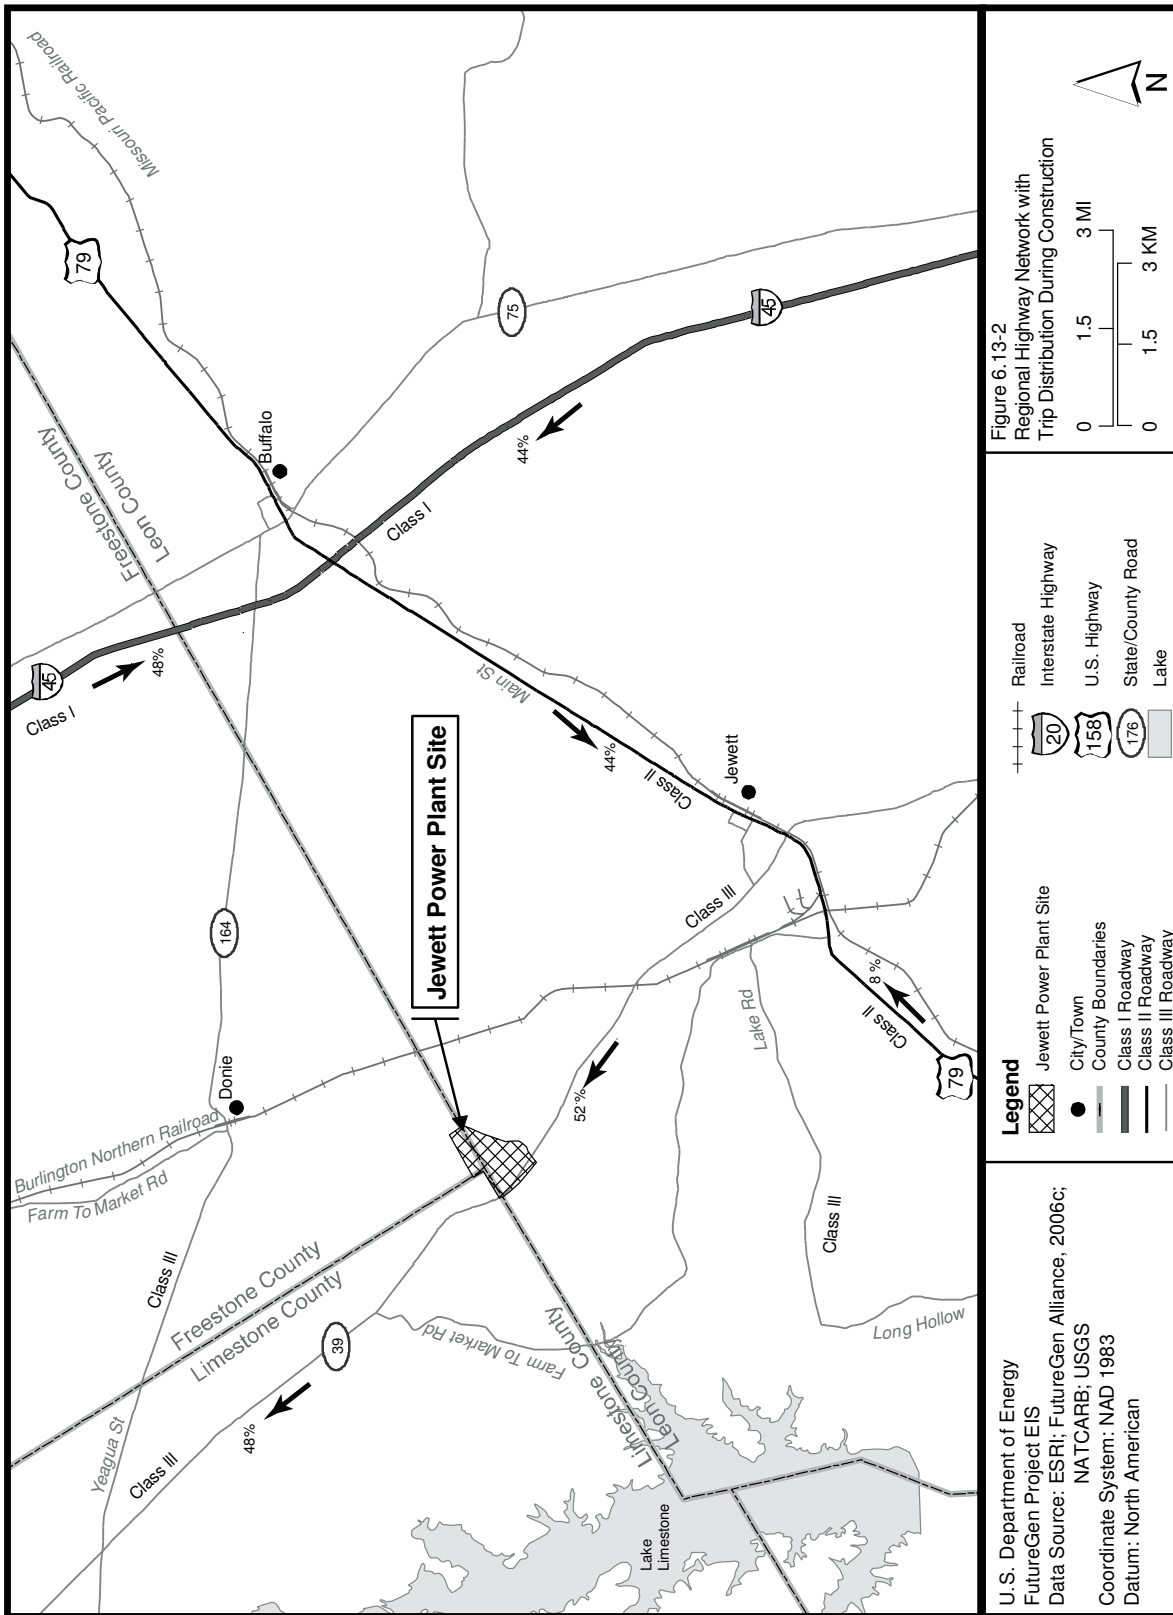 Missouri Pacific Railroad
79
Freestone County
Leon County
Buffalo
75
45
44%
Class I
45
Class I
48%
164
Main St
44%
Class II
Jewett
Jewett Power Plant Site
Class III
Lake Rd
8 %
Class II
79
52 %
Donie
Burlington Northern Railroad
Farm To Market Rd
Class III
Freestone County
Limestone County
39
48%
Yeagua St
Class III
Farm To Market Rd
Limestone County
Leon County
Class III
Long Hollow
Lake
Limestone
U.S. Department of Energy
FutureGen Project EIS
Data Source: ESRI; FutureGen Alliance, 2006c;
NATCARB; USGS
Coordinate System: NAD 1983
Datum: North American
Legend
Jewett Power Plant Site
City/Town
County Boundaries
Class I Roadway
Class II Roadway
Class III Roadway
Railroad
20
Interstate Highway
158
U.S. Highway
176
State/County Road
Lake
Figure 6.13-2
Regional Highway Network with
Trip Distribution During Construction
0 1.5 3 MI
0 1.5 3 KM
N